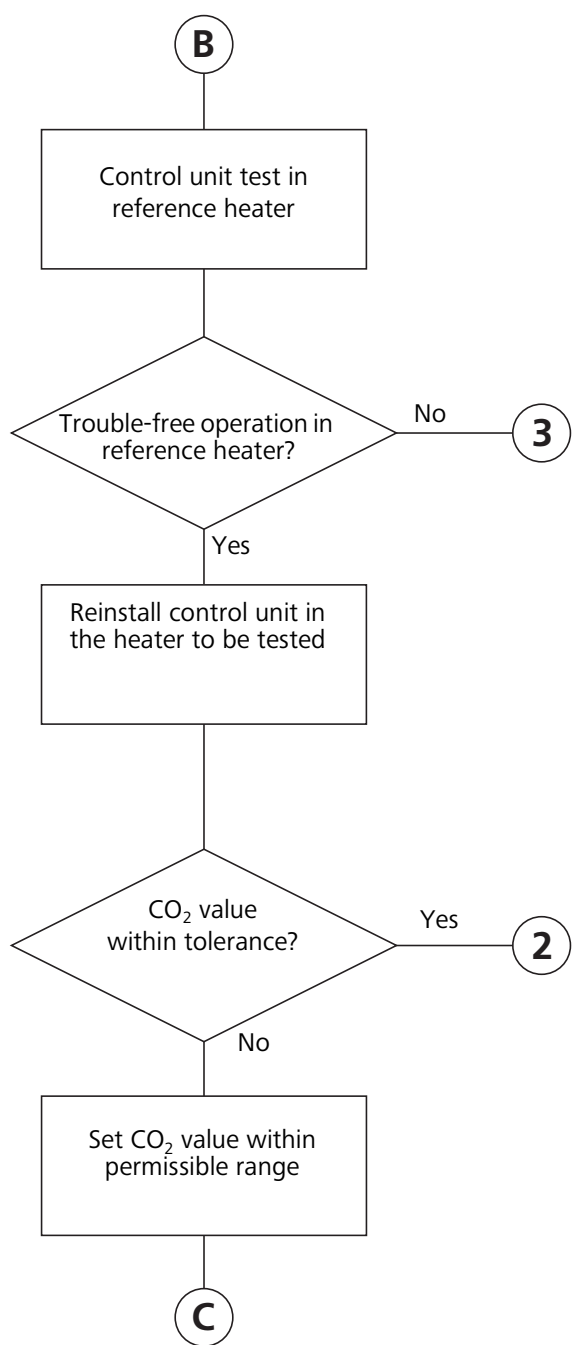 B
Control unit test in
reference heater
Trouble-free operation in
reference heater?
No
3
Yes
Reinstall control unit in
the heater to be tested
CO₂ value
within tolerance?
Yes
2
No
Set CO₂ value within
permissible range
C